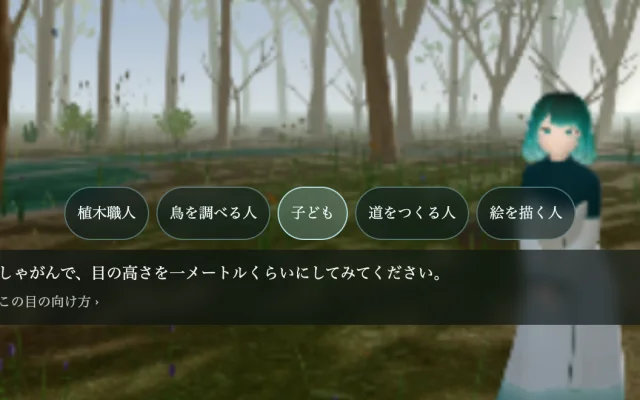 植木職人
鳥を調べる人
子ども
道をつくる人
絵を描く人
しゃがんで、目の高さを一メートルくらいにしてみてください。
この目の向け方 ›